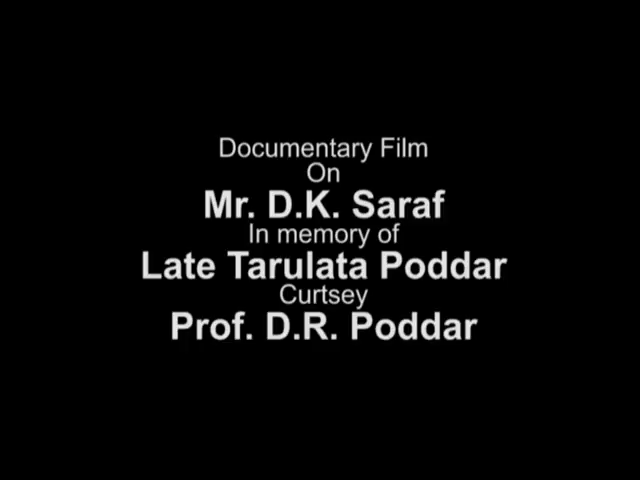 Documentary Film
On
Mr. D.K. Saraf
In memory of
Late Tarulata Poddar
Curtsey
Prof. D.R. Poddar